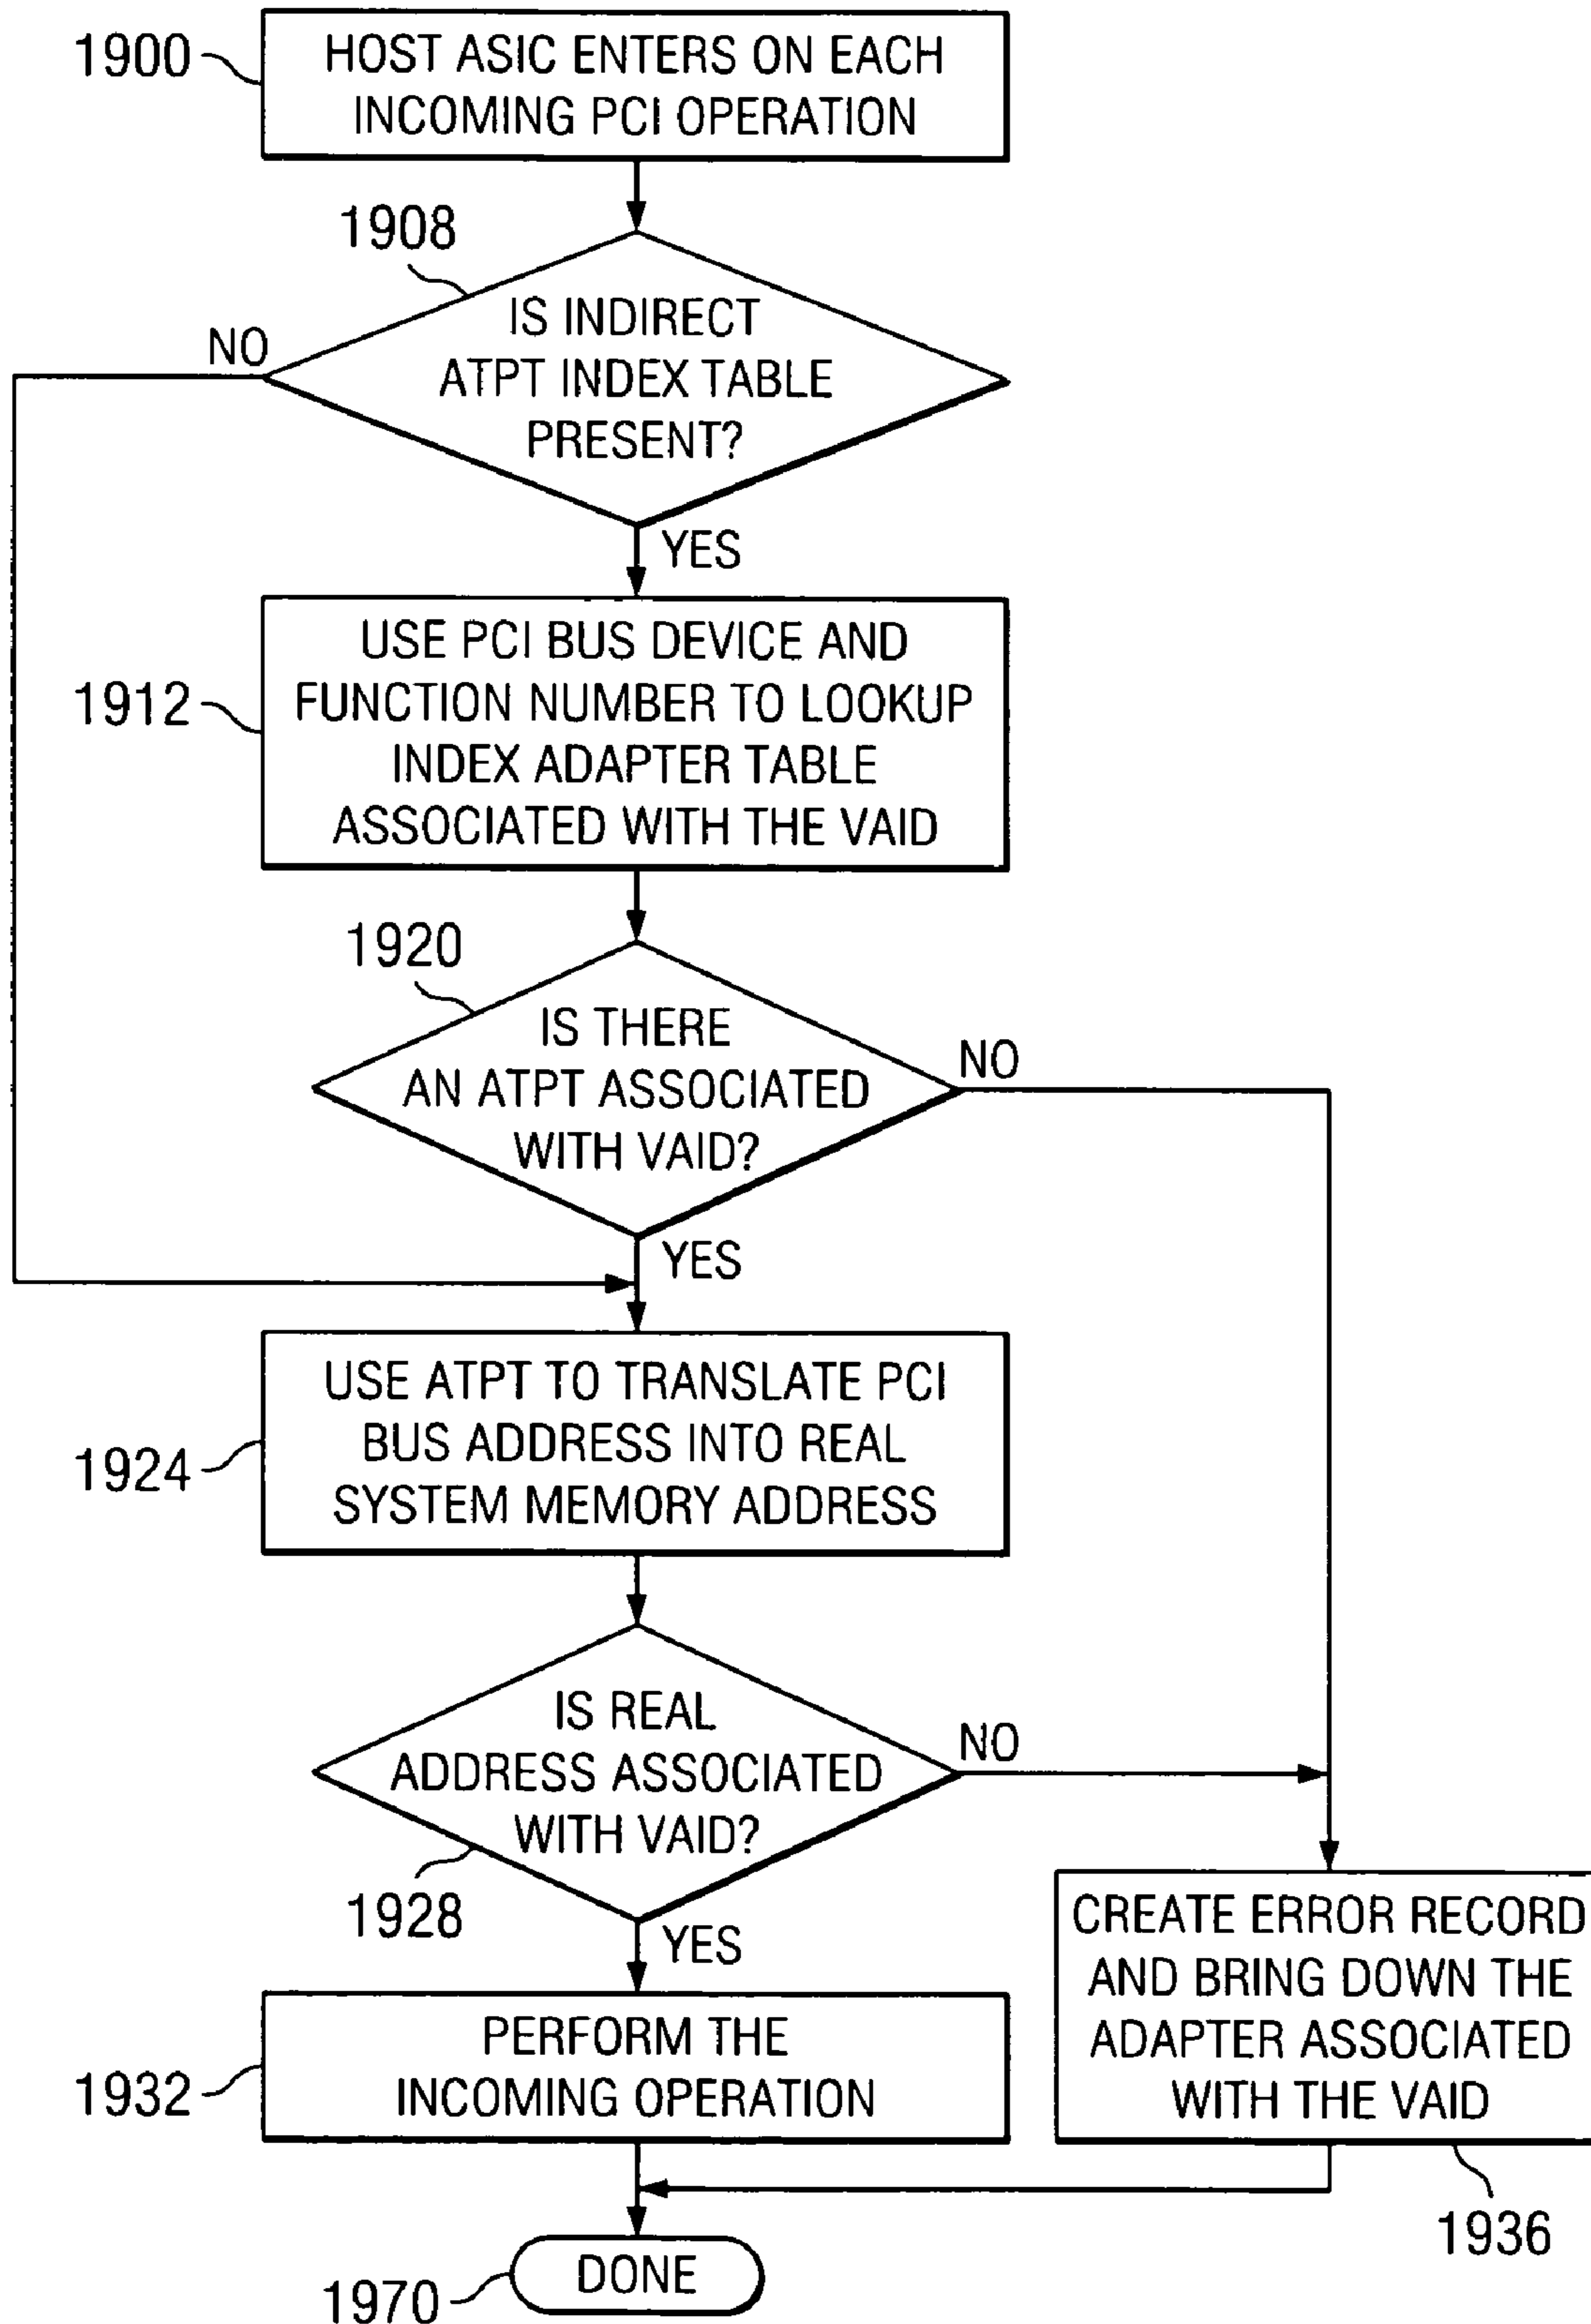 1900
HOST ASIC ENTERS ON EACH
INCOMING PCI OPERATION
1908
IS INDIRECT
ATPT INDEX TABLE
PRESENT?
NO
YES
1912
USE PCI BUS DEVICE AND
FUNCTION NUMBER TO LOOKUP
INDEX ADAPTER TABLE
ASSOCIATED WITH THE VAID
1920
IS THERE
AN ATPT ASSOCIATED
WITH VAID?
NO
YES
1924
USE ATPT TO TRANSLATE PCI
BUS ADDRESS INTO REAL
SYSTEM MEMORY ADDRESS
IS REAL
ADDRESS ASSOCIATED
WITH VAID?
NO
1928
YES
CREATE ERROR RECORD
AND BRING DOWN THE
ADAPTER ASSOCIATED
WITH THE VAID
1936
1932
PERFORM THE
INCOMING OPERATION
DONE
1970